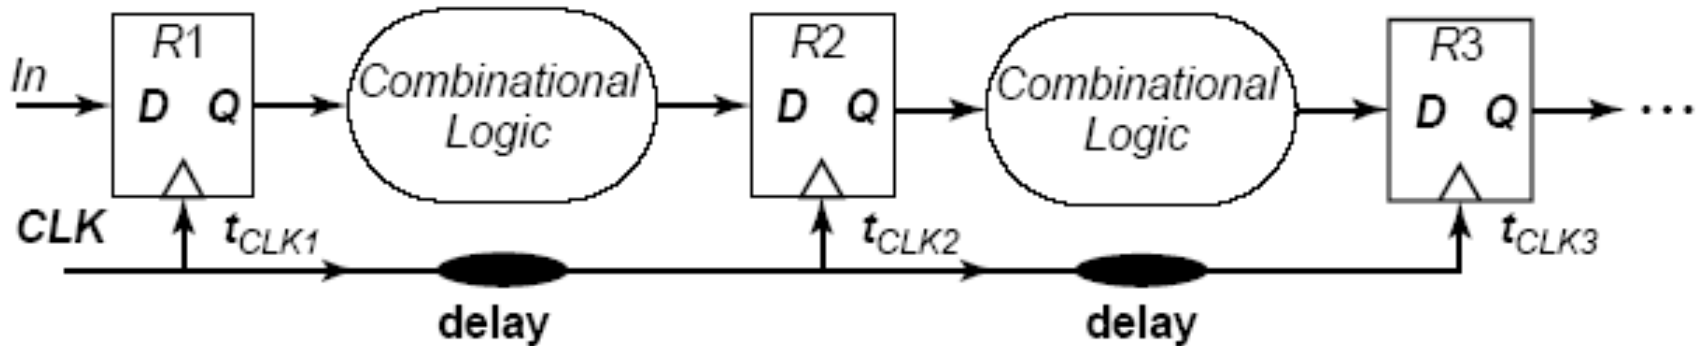 In
R1
D Q
Combinational
Logic
R2
D Q
Combinational
Logic
R3
D Q
...
CLK
tCLK1
tCLK2
tCLK3
delay
delay